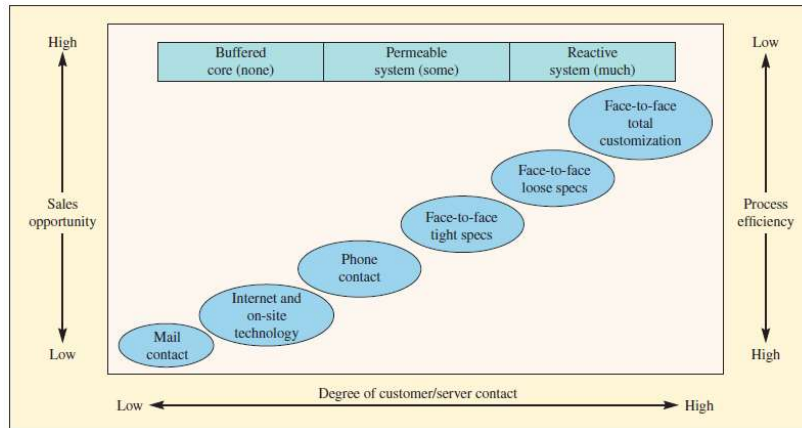 High
Sales
opportunity
Low
Buffered
core (none)
Permeable
system (some)
Reactive
system (much)
Face-to-face
total
customization
Face-to-face
loose specs
Face-to-face
tight specs
Phone
contact
Internet and
on-site
technology
Mail
contact
Low
Process
efficiency
High
Degree of customer/server contact
Low
High